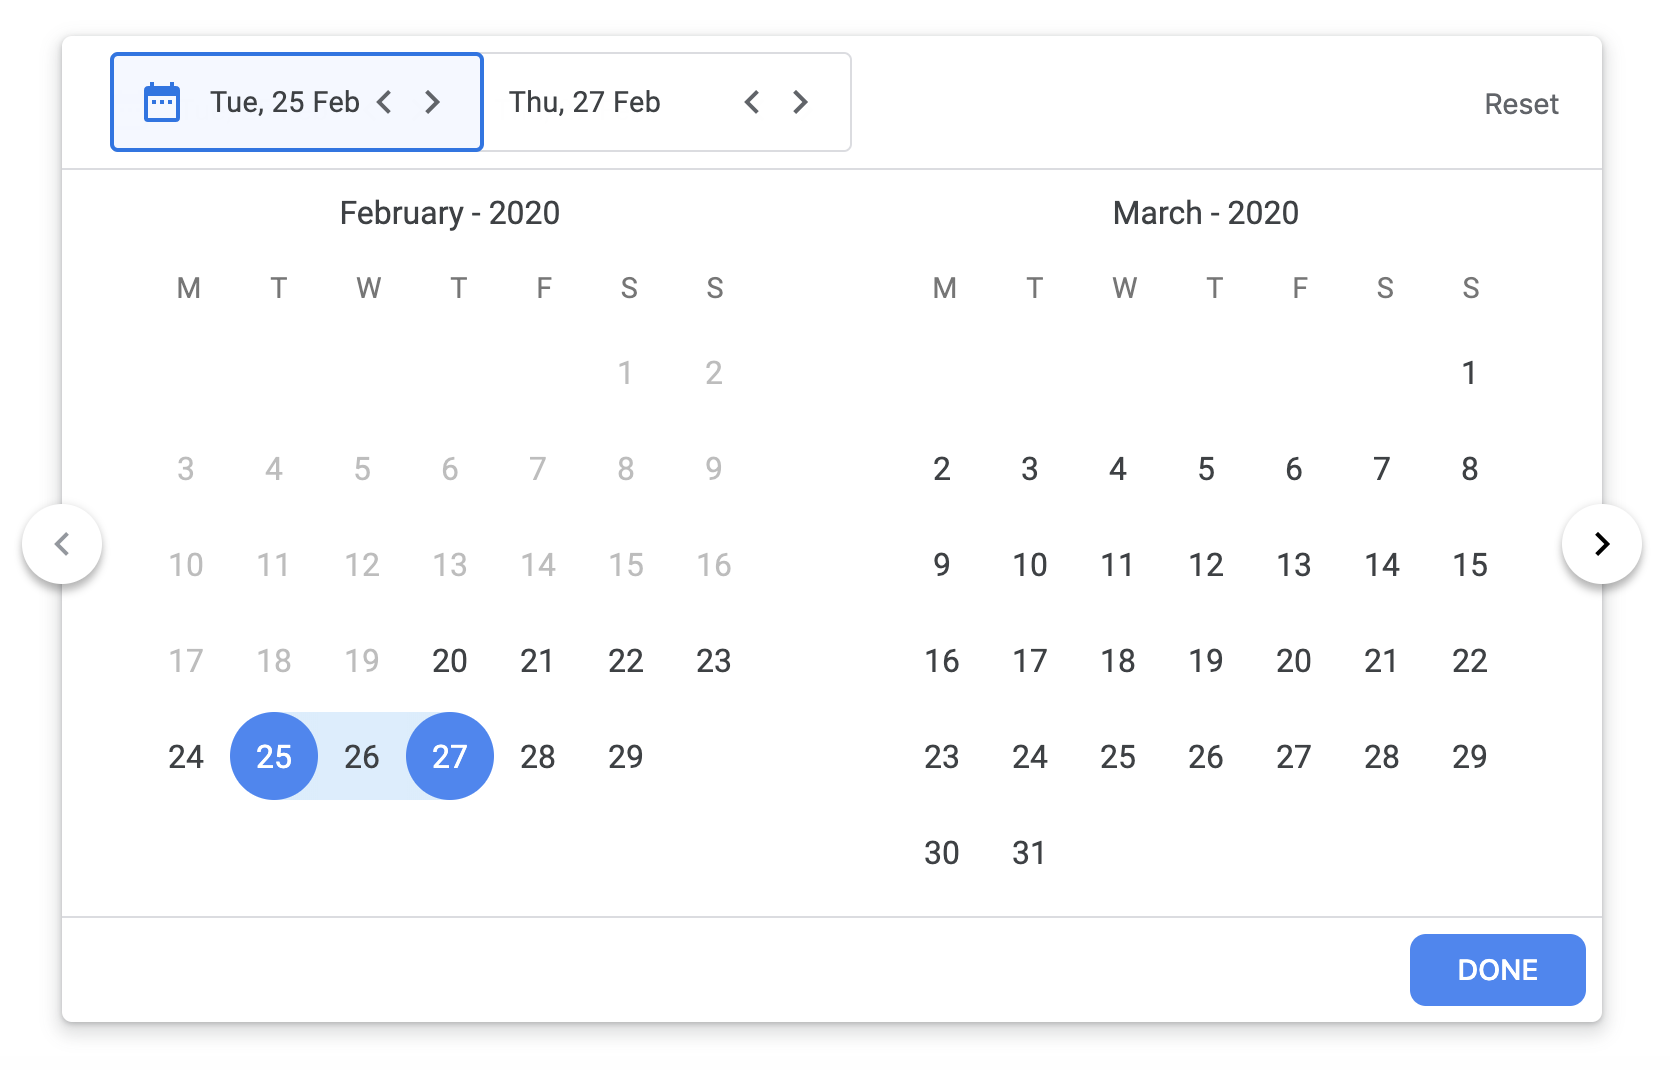 Tue, 25 Feb Thu, 27 Feb Reset
February - 2020
M T W T F S S
1 2
3 4 5 6 7 8 9
10 11 12 13 14 15 16
17 18 19 20 21 22 23
24 25 26 27 28 29
March - 2020
M T W T F S S
1
2 3 4 5 6 7 8
9 10 11 12 13 14 15
16 17 18 19 20 21 22
23 24 25 26 27 28 29
30 31
DONE